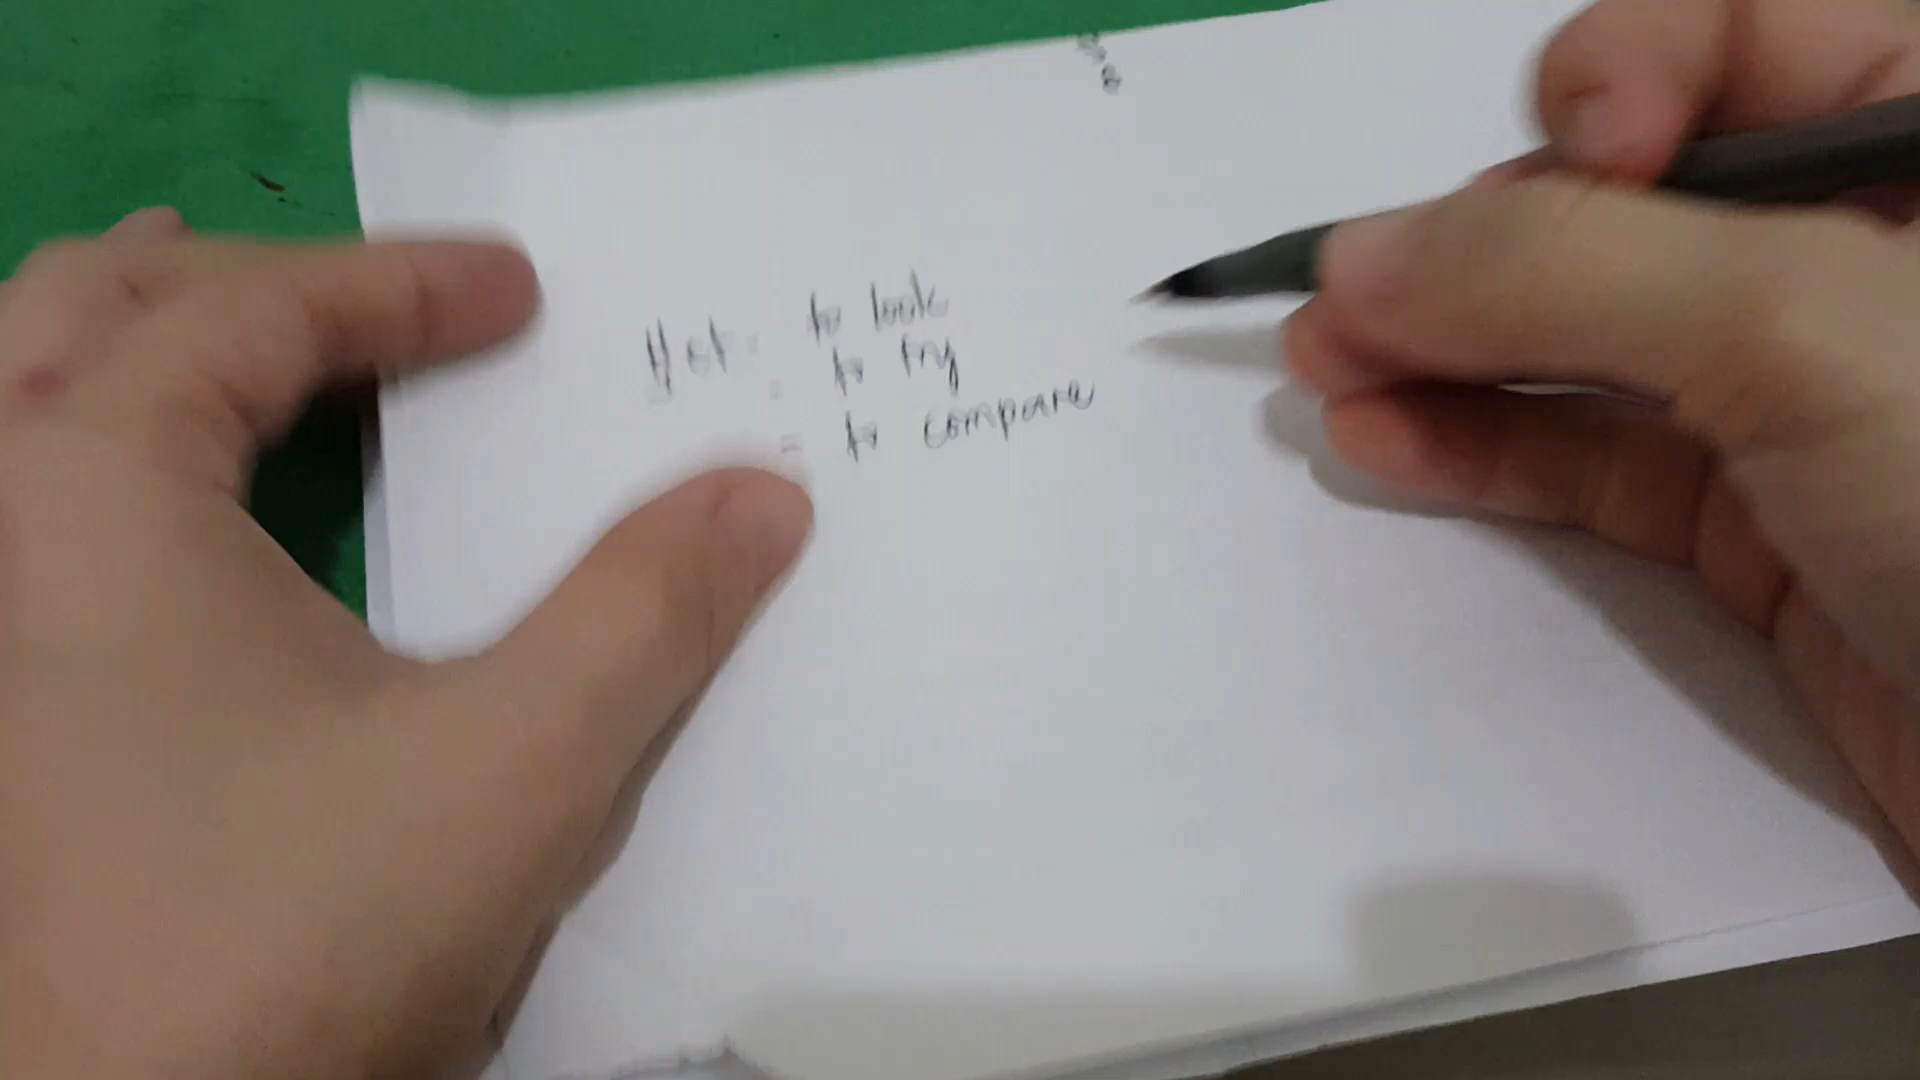 = to look
= to try
= to compare